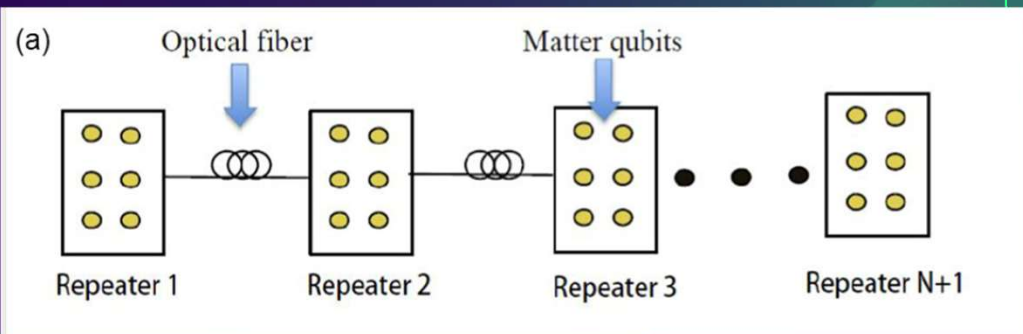 (a)
Optical fiber
Matter qubits
Repeater 1
Repeater 2
Repeater 3
Repeater N+1